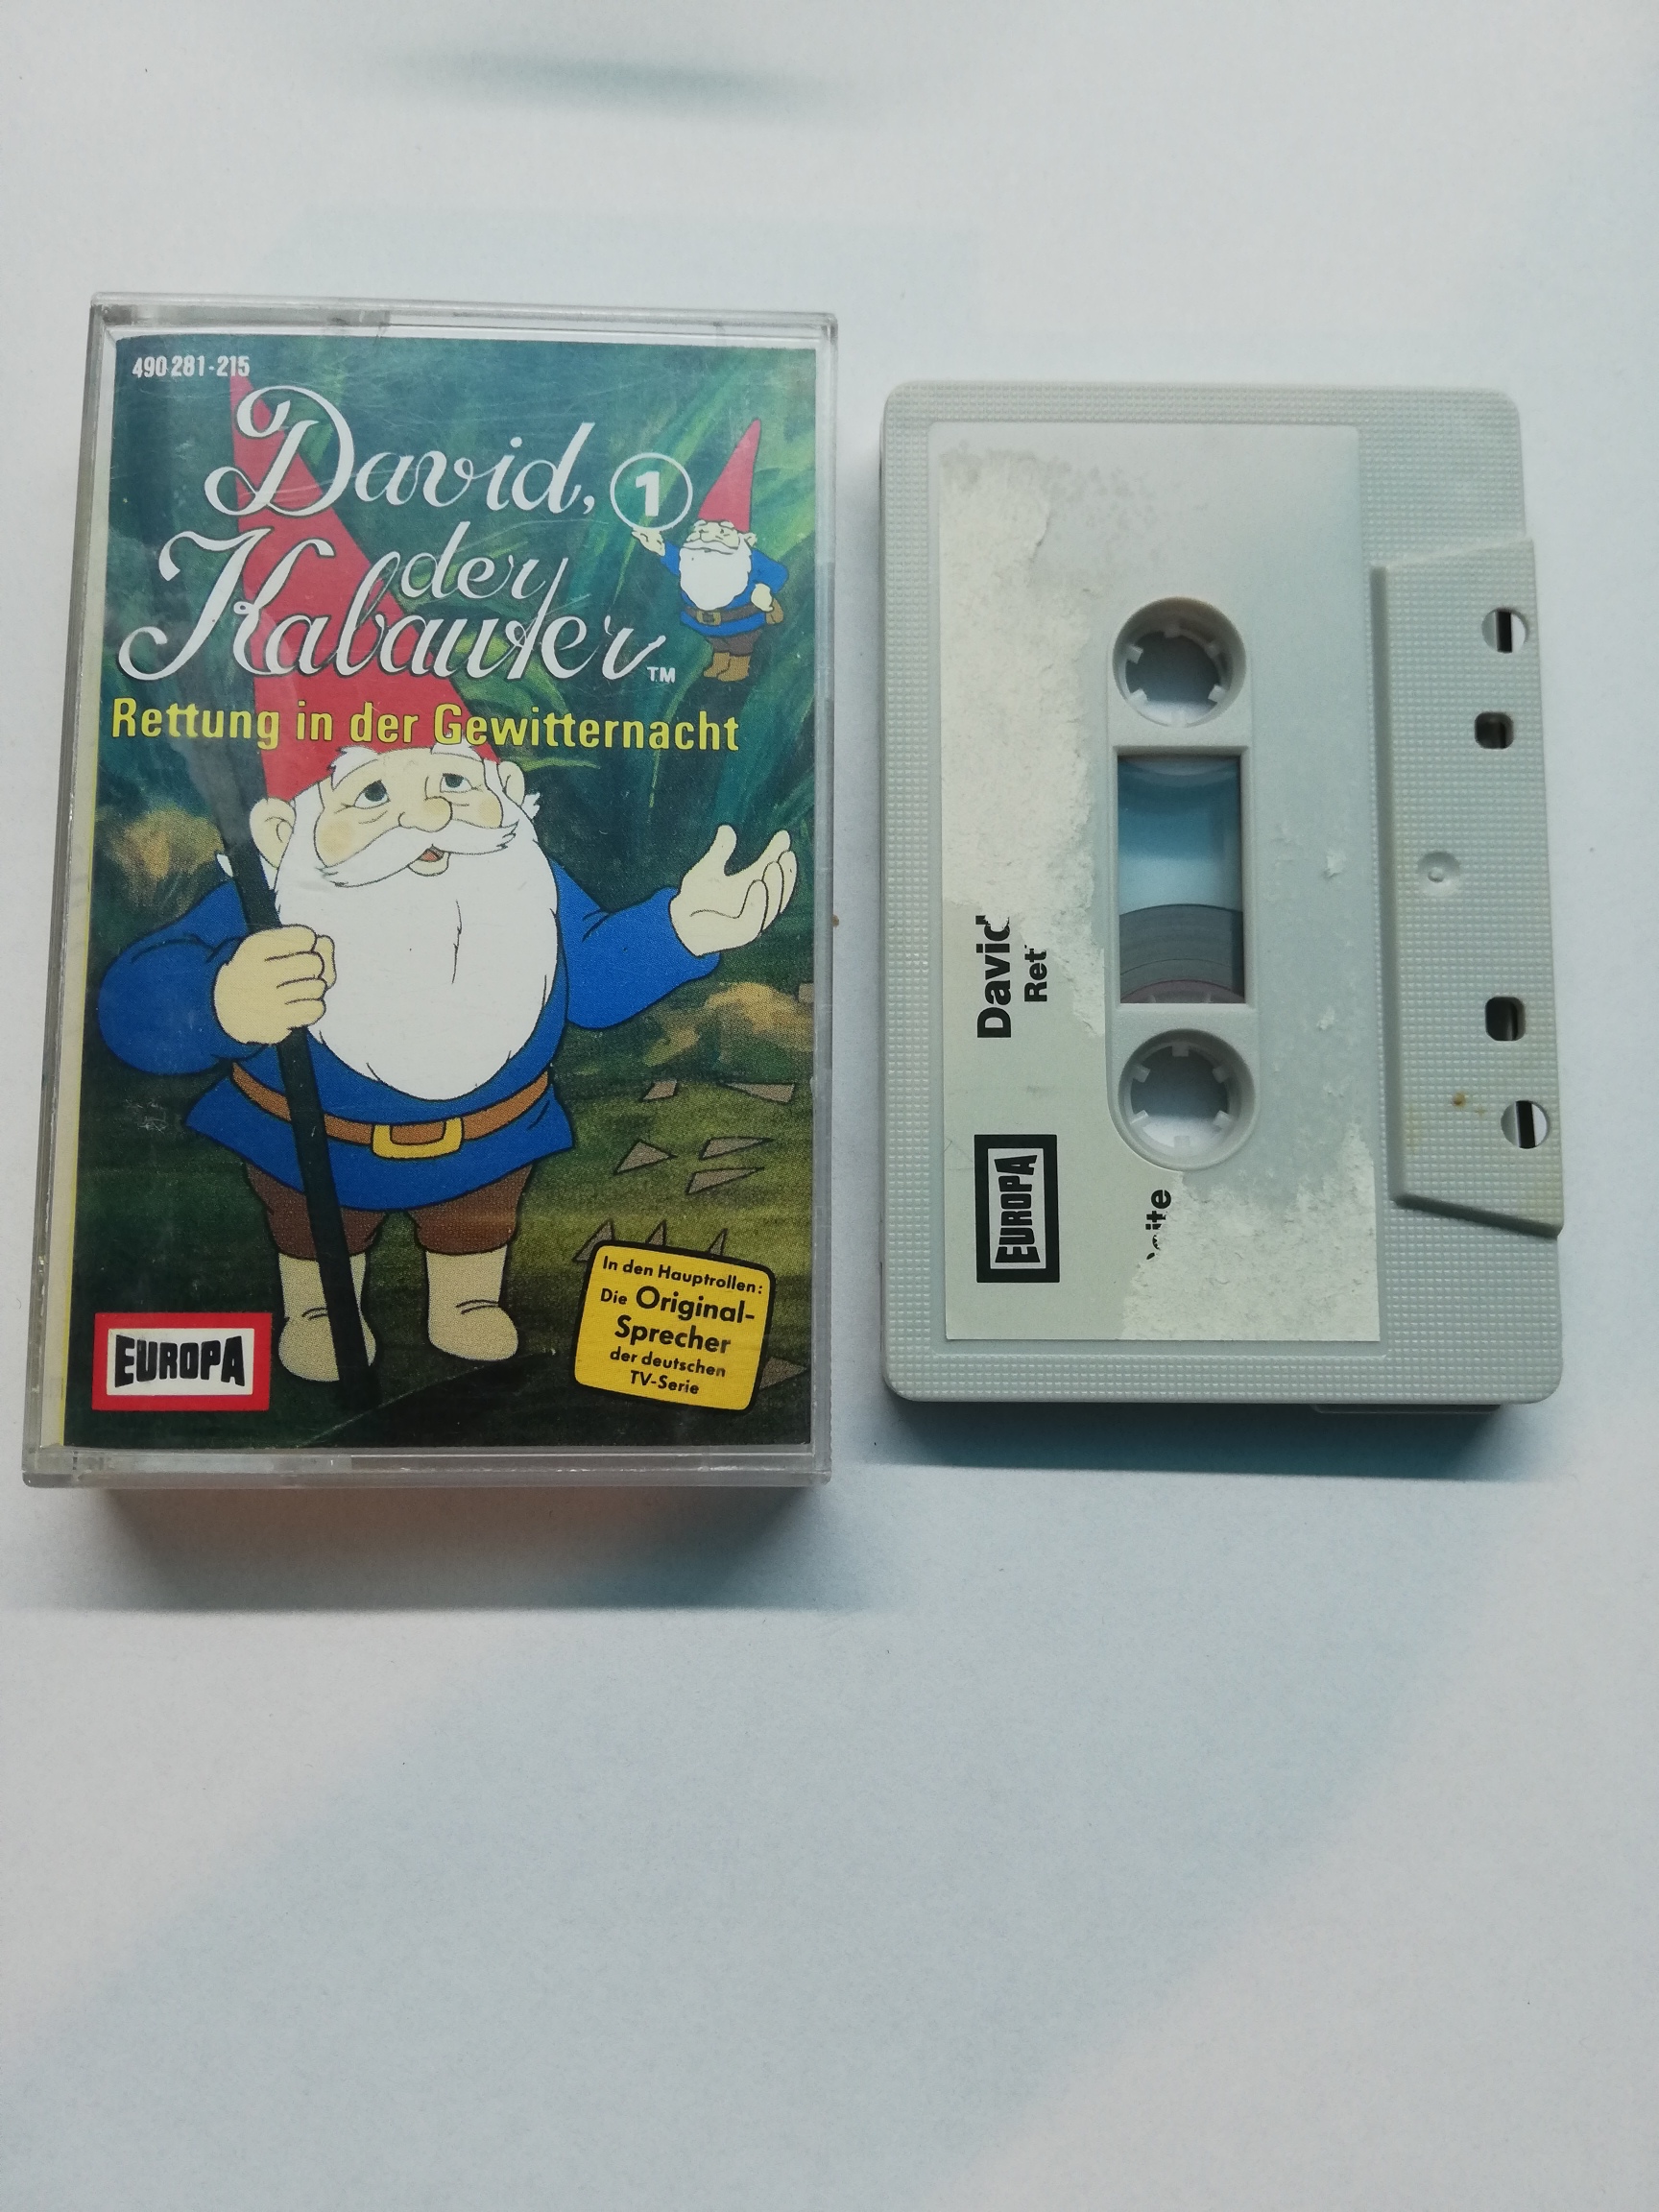 490 281-215
David, 1
der
Kabauter TM
Rettung in der Gewitternacht
EUROPA
In den Hauptrollen:
Die Original-
Sprecher
der deutschen
TV-Serie
David
Ret
EUROPA